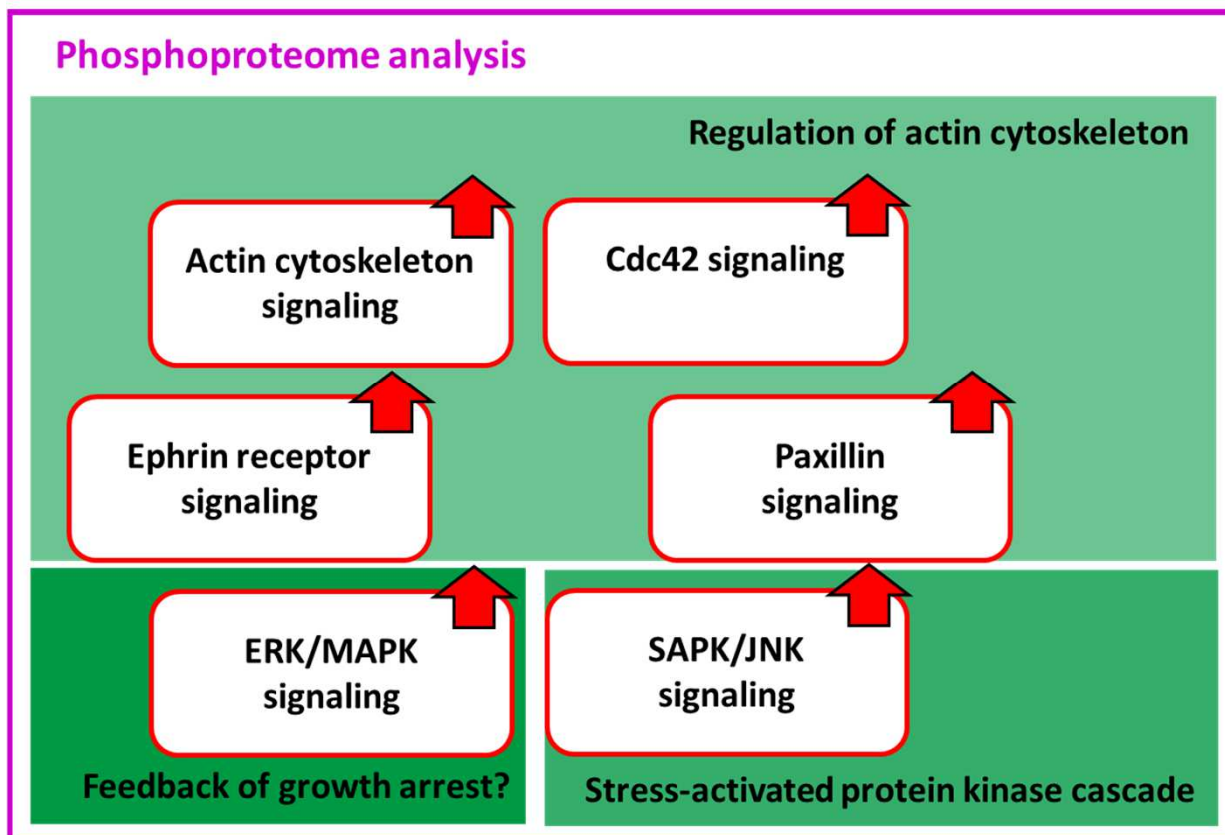 Phosphoproteome analysis
Regulation of actin cytoskeleton
Actin cytoskeleton
signaling
Cdc42 signaling
Ephrin receptor
signaling
Paxillin
signaling
ERK/MAPK
signaling
SAPK/JNK
signaling
Feedback of growth arrest?
Stress-activated protein kinase cascade